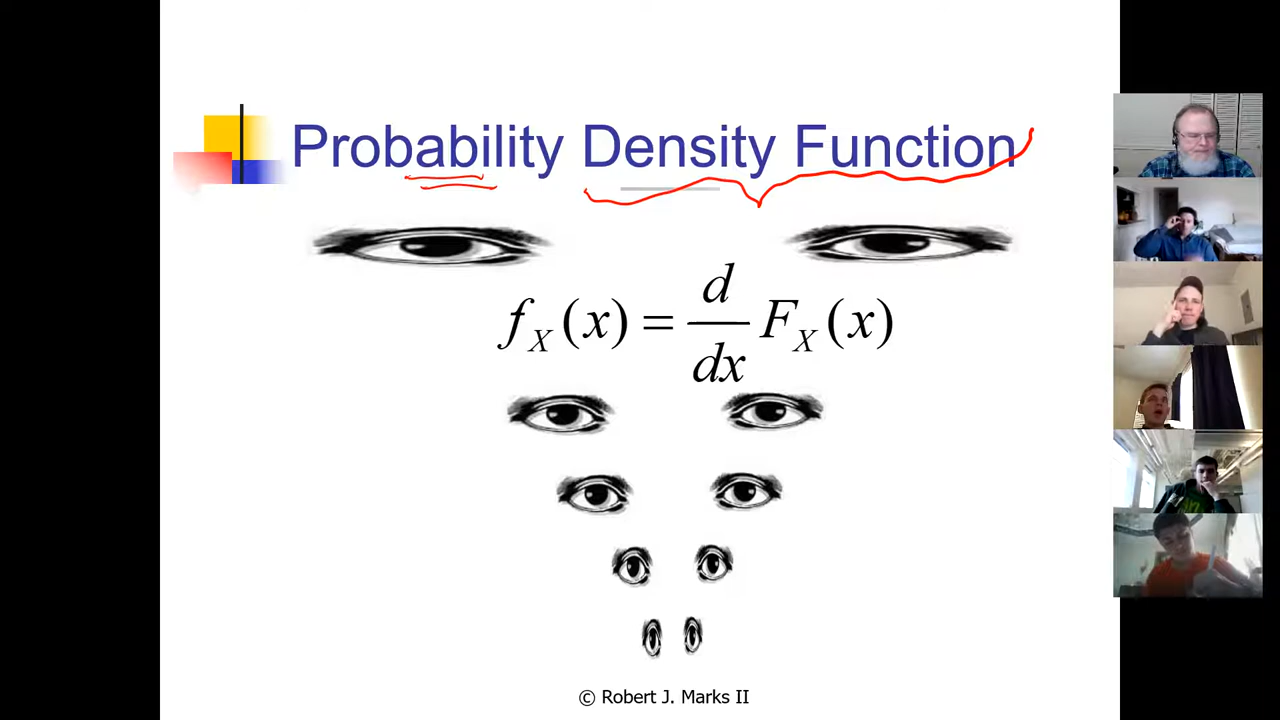 Probability Density Function
f_X(x) = d/dx F_X(x)
© Robert J. Marks II